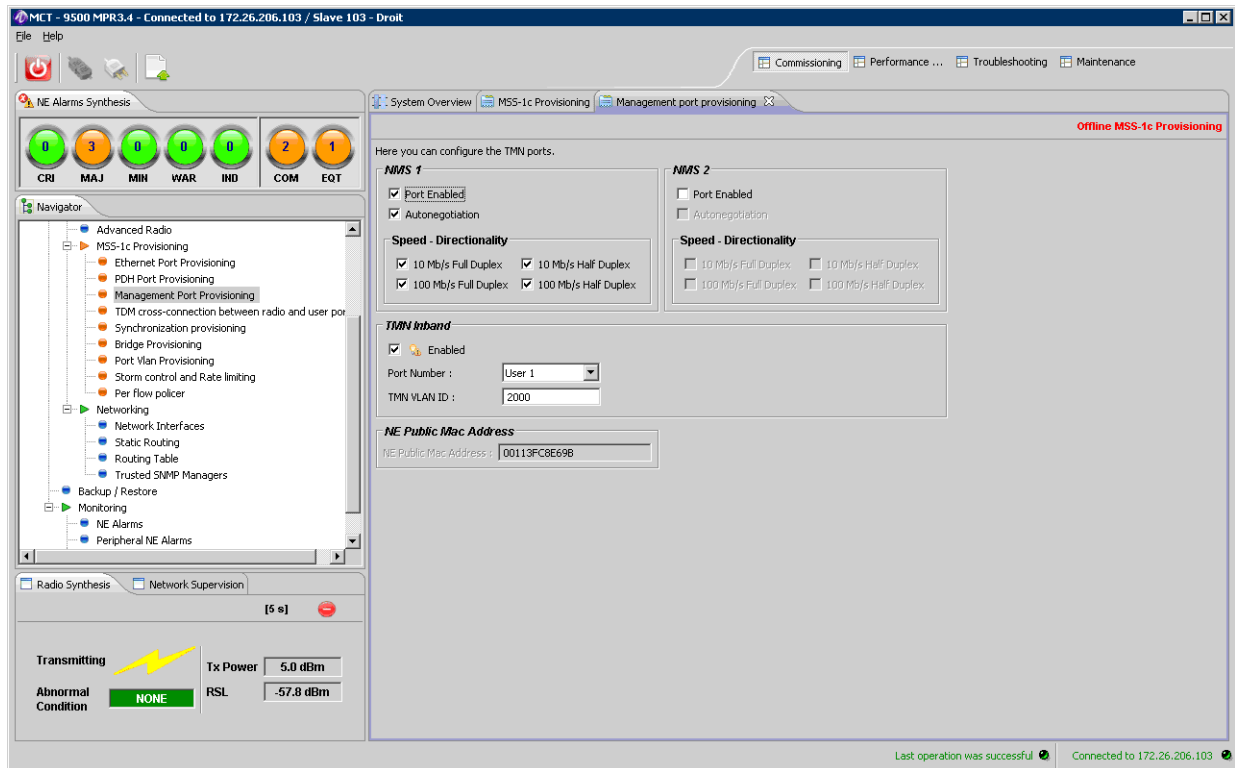 MCT - 9500 MPR3.4 - Connected to 172.26.206.103 / Slave 103 - Droit
File Help
Commissioning Performance ... Troubleshooting Maintenance
NE Alarms Synthesis
0 3 0 0 0 2 1
CRI MAJ MIN WAR IND COM EQT
Navigator
Advanced Radio
MSS-1c Provisioning
Ethernet Port Provisioning
PDH Port Provisioning
Management Port Provisioning
TDM cross-connection between radio and user por
Synchronization provisioning
Bridge Provisioning
Port Vlan Provisioning
Storm control and Rate limiting
Per flow policer
Networking
Network Interfaces
Static Routing
Routing Table
Trusted SNMP Managers
Backup / Restore
Monitoring
NE Alarms
Peripheral NE Alarms
Radio Synthesis Network Supervision
[5 s]
Transmitting
Tx Power 5.0 dBm
Abnormal Condition NONE
RSL -57.8 dBm
System Overview MSS-1c Provisioning Management port provisioning
Offline MSS-1c Provisioning
Here you can configure the TMN ports.
NMS 1
Port Enabled
Autonegotiation
Speed - Directionality
10 Mb/s Full Duplex 10 Mb/s Half Duplex
100 Mb/s Full Duplex 100 Mb/s Half Duplex
NMS 2
Port Enabled
Autonegotiation
Speed - Directionality
10 Mb/s Full Duplex 10 Mb/s Half Duplex
100 Mb/s Full Duplex 100 Mb/s Half Duplex
TMN Inband
Enabled
Port Number : User 1
TMN VLAN ID : 2000
NE Public Mac Address
NE Public Mac Address : 00113FC8E69B
Last operation was successful Connected to 172.26.206.103